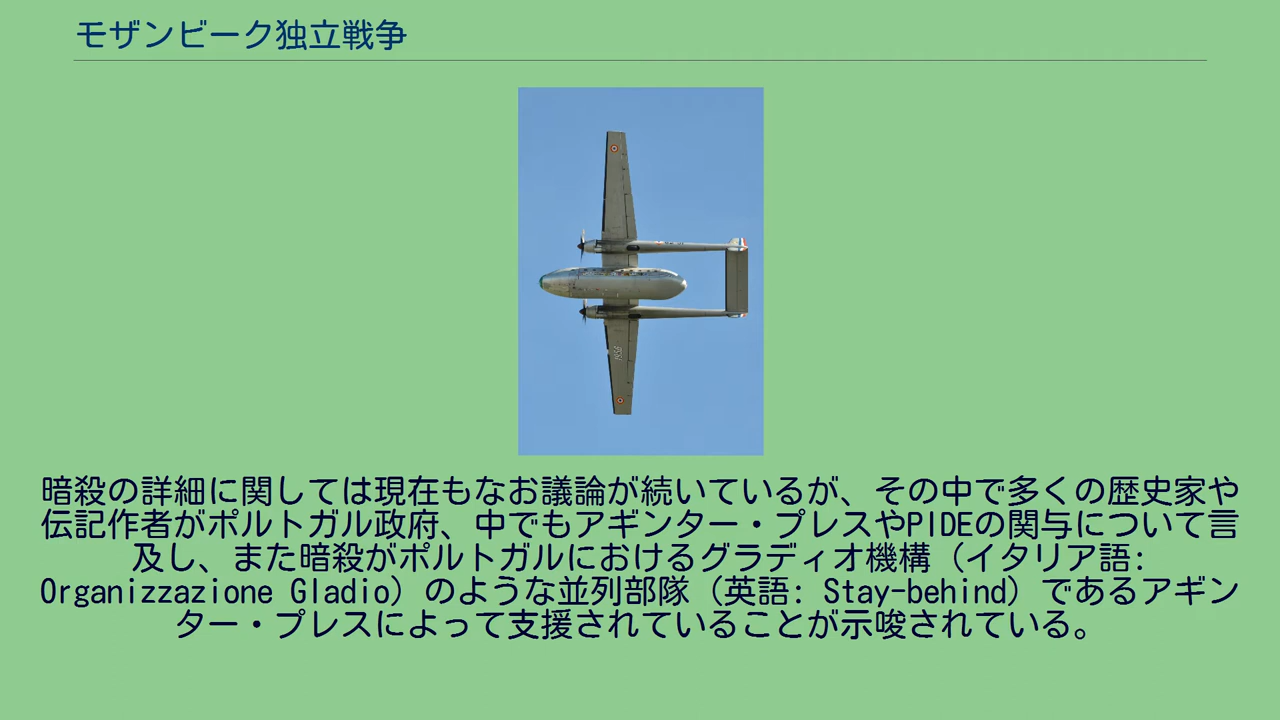 モザンビーク独立戦争
暗殺の詳細に関しては現在もなお議論が続いているが、その中で多くの歴史家や
伝記作者がポルトガル政府、中でもアギンター・プレスやPIDEの関与について言
及し、また暗殺がポルトガルにおけるグラディオ機構（イタリア語:
Organizzazione Gladio）のような並列部隊（英語: Stay-behind）であるアギン
ター・プレスによって支援されていることが示唆されている。